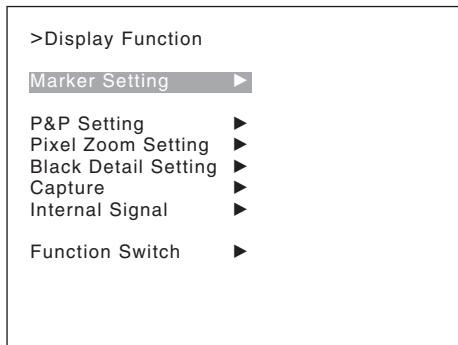 >Display Function
Marker Setting ►
P&P Setting ►
Pixel Zoom Setting ►
Black Detail Setting ►
Capture ►
Internal Signal ►
Function Switch ►